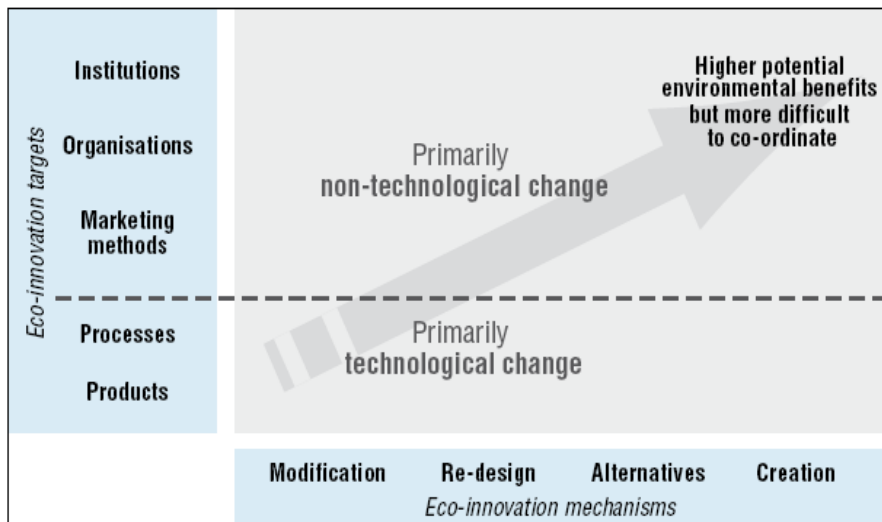 Eco-innovation targets
Institutions
Organisations
Marketing
methods
Processes
Products
Higher potential
environmental benefits
but more difficult
to co-ordinate
Primarily
non-technological change
Primarily
technological change
Modification Re-design Alternatives Creation
Eco-innovation mechanisms